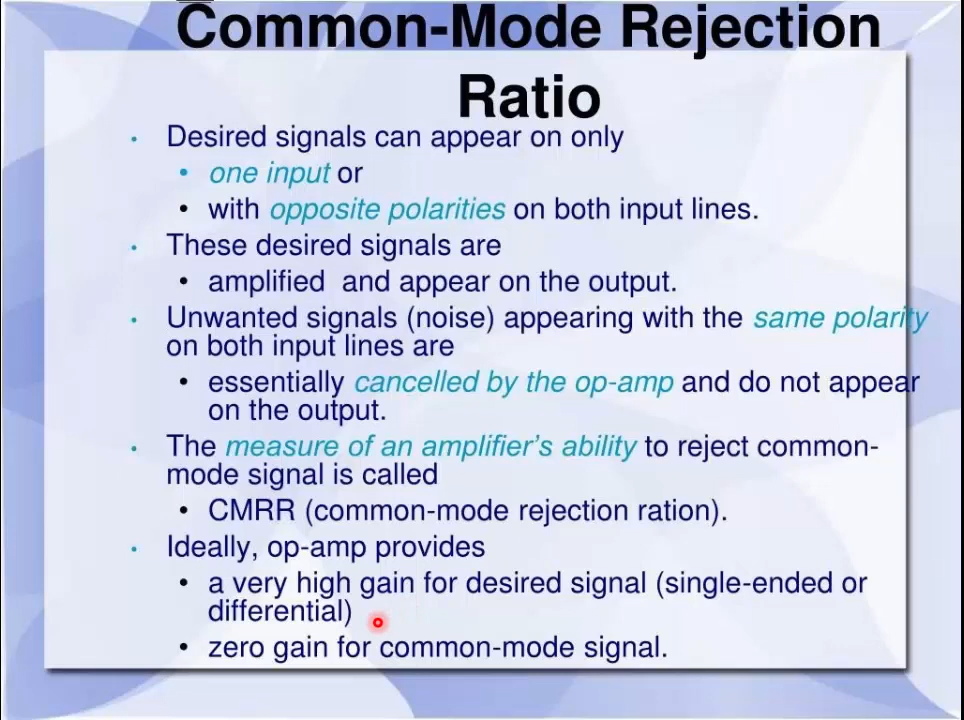 Common-Mode Rejection
Ratio
• Desired signals can appear on only
• one input or
• with opposite polarities on both input lines.
• These desired signals are
• amplified and appear on the output.
• Unwanted signals (noise) appearing with the same polarity
on both input lines are
• essentially cancelled by the op-amp and do not appear
on the output.
• The measure of an amplifier’s ability to reject common-
mode signal is called
• CMRR (common-mode rejection ration).
• Ideally, op-amp provides
• a very high gain for desired signal (single-ended or
differential)
• zero gain for common-mode signal.